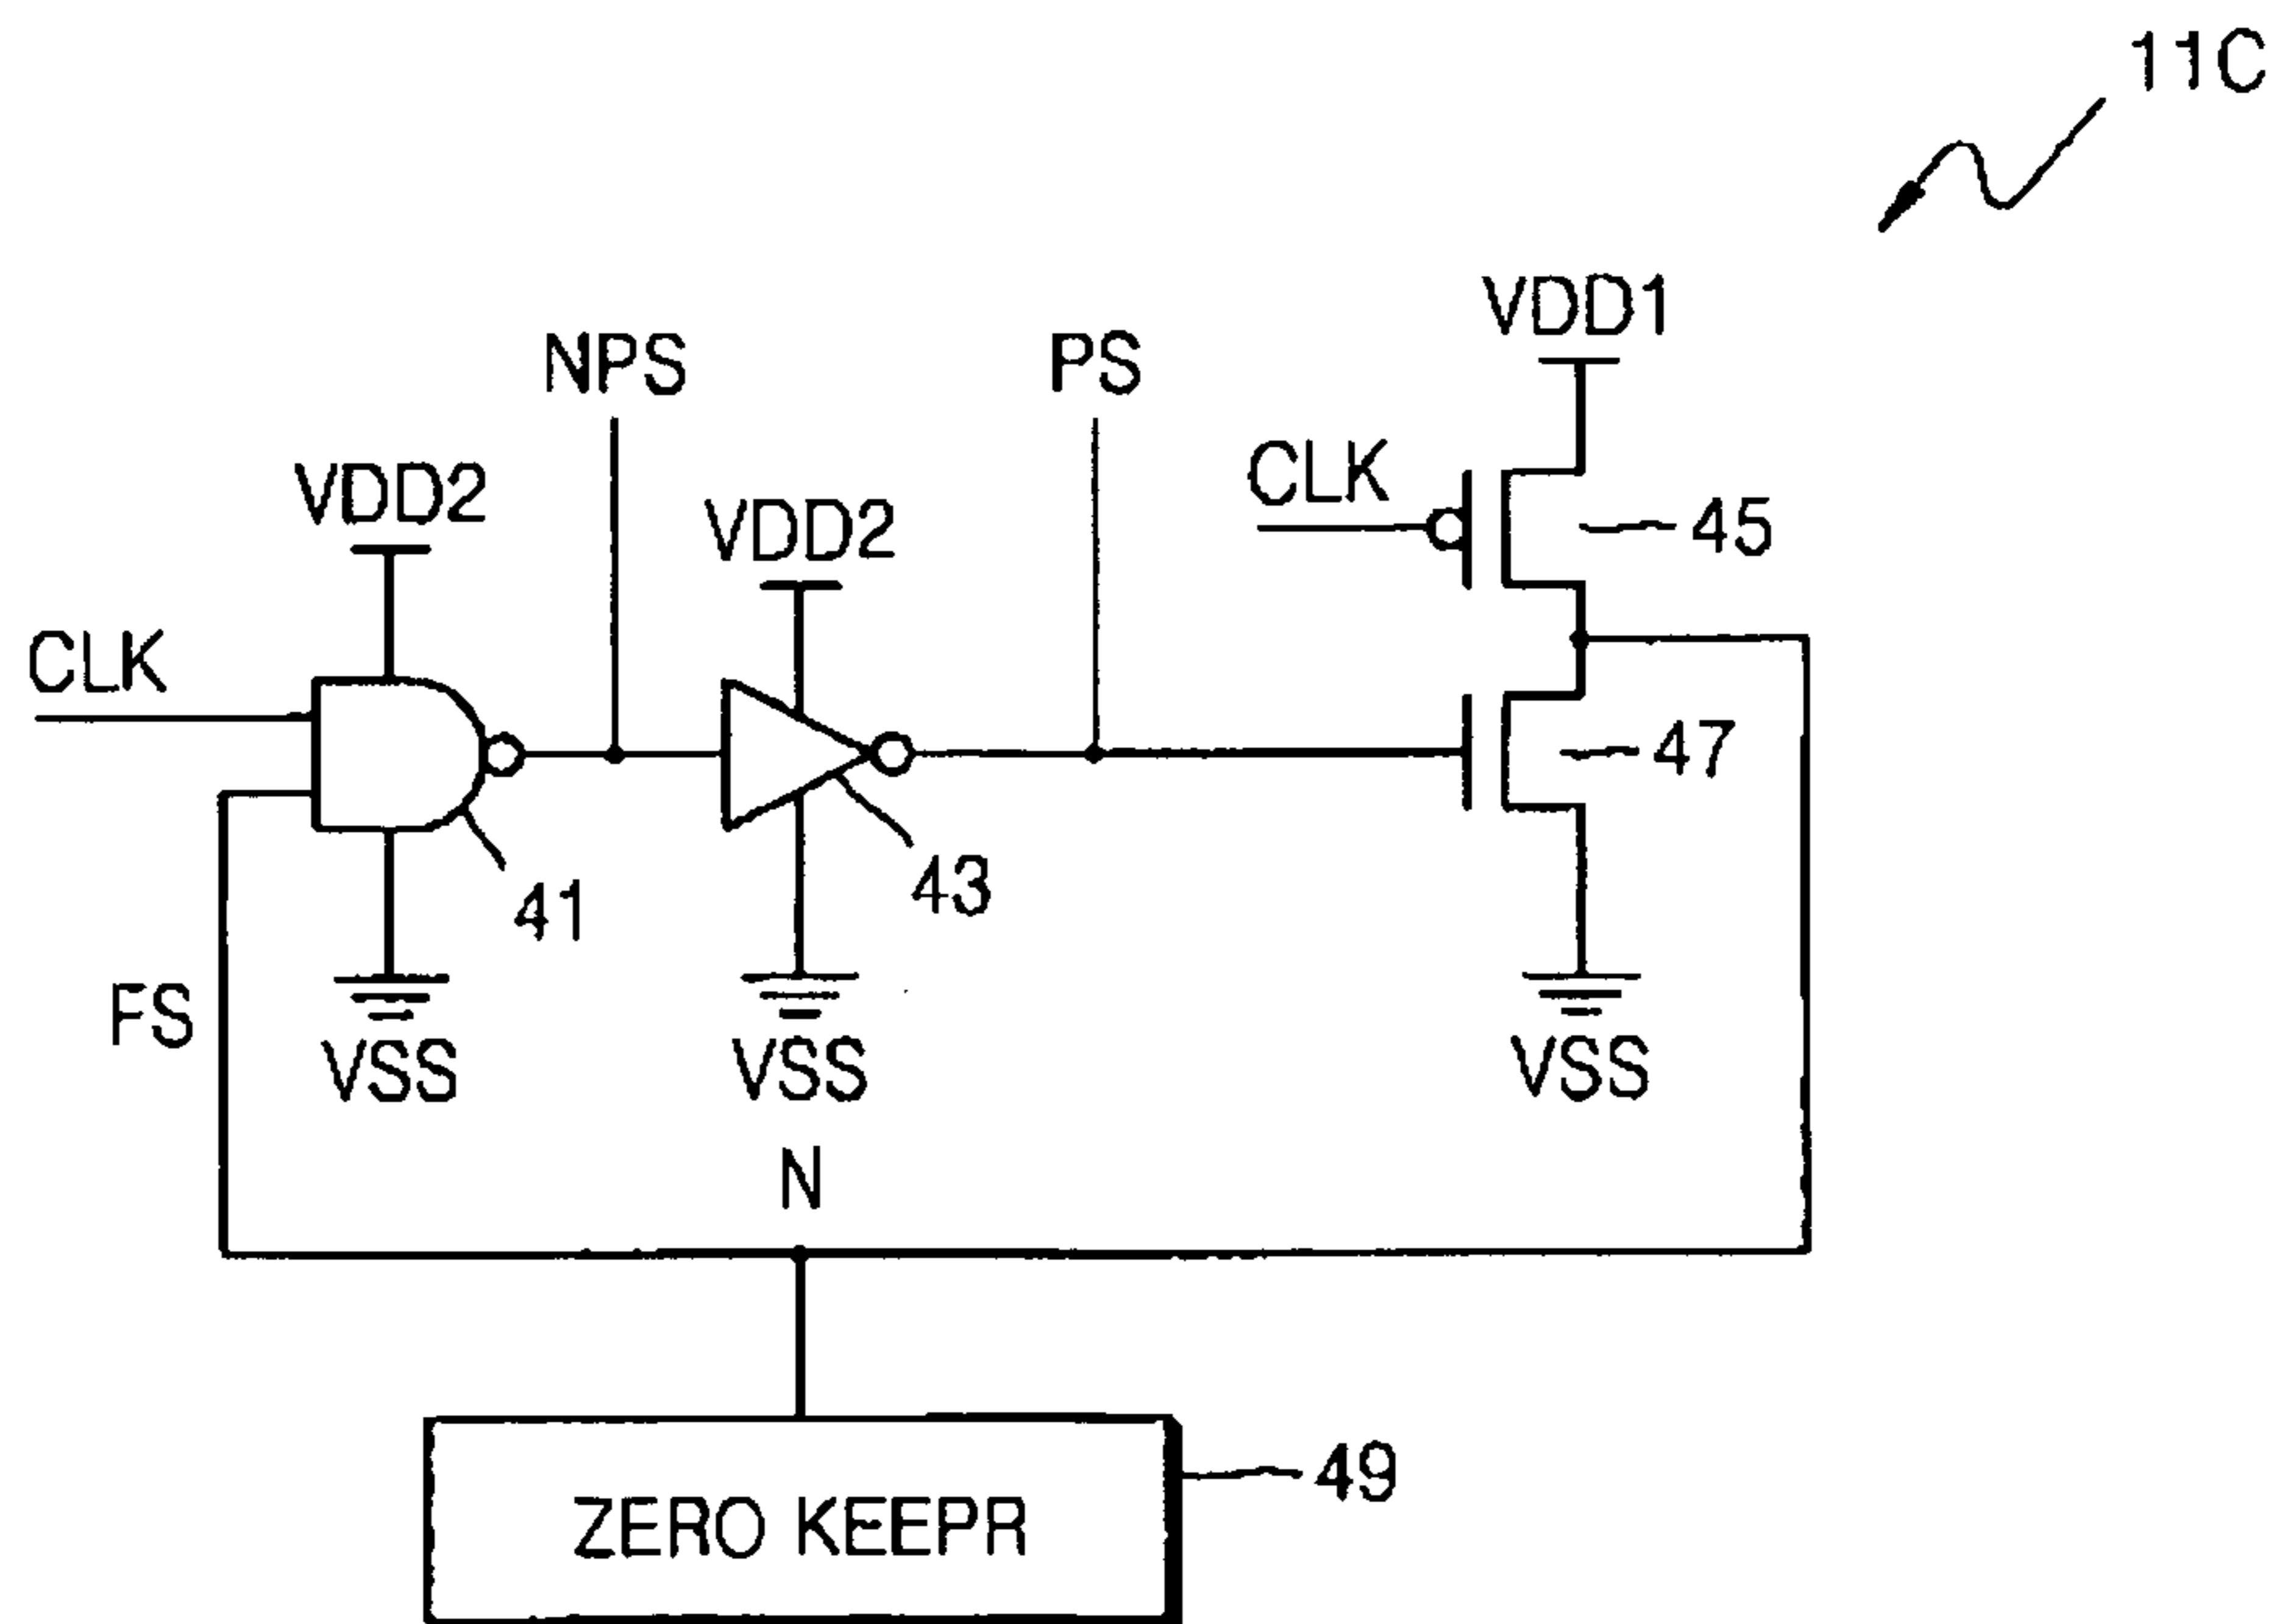 11C
VDD1
NPS
PS
CLK
VDD2
VDD2
45
CLK
47
43
41
FS
VSS
VSS
VSS
N
49
ZERO KEEPR